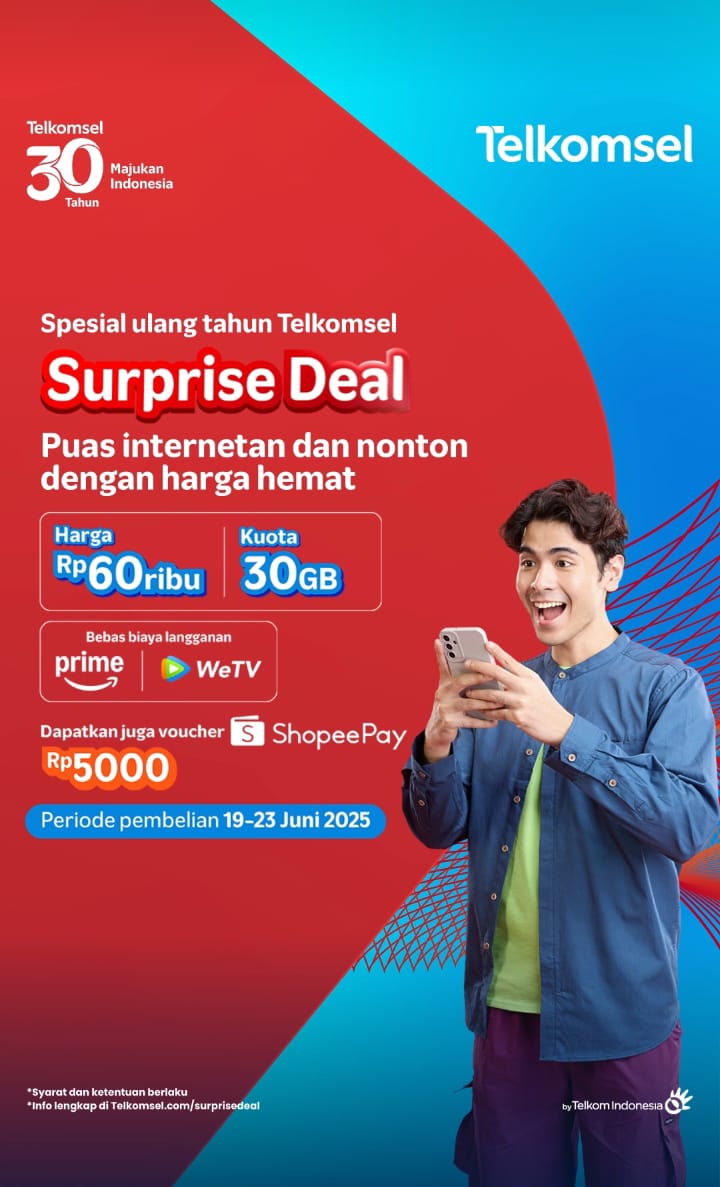 Telkomsel
30
Tahun
Majukan
Indonesia
Telkomsel
Spesial ulang tahun Telkomsel
Surprise Deal
Puas internetan dan nonton
dengan harga hemat
Harga
Rp60ribu
Kuota
30GB
Bebas biaya langganan
prime
WeTV
Dapatkan juga voucher S ShopeePay
Rp5000
Periode pembelian 19-23 Juni 2025
*Syarat dan ketentuan berlaku
*Info lengkap di Telkomsel.com/surprisedeal
by Telkom Indonesia